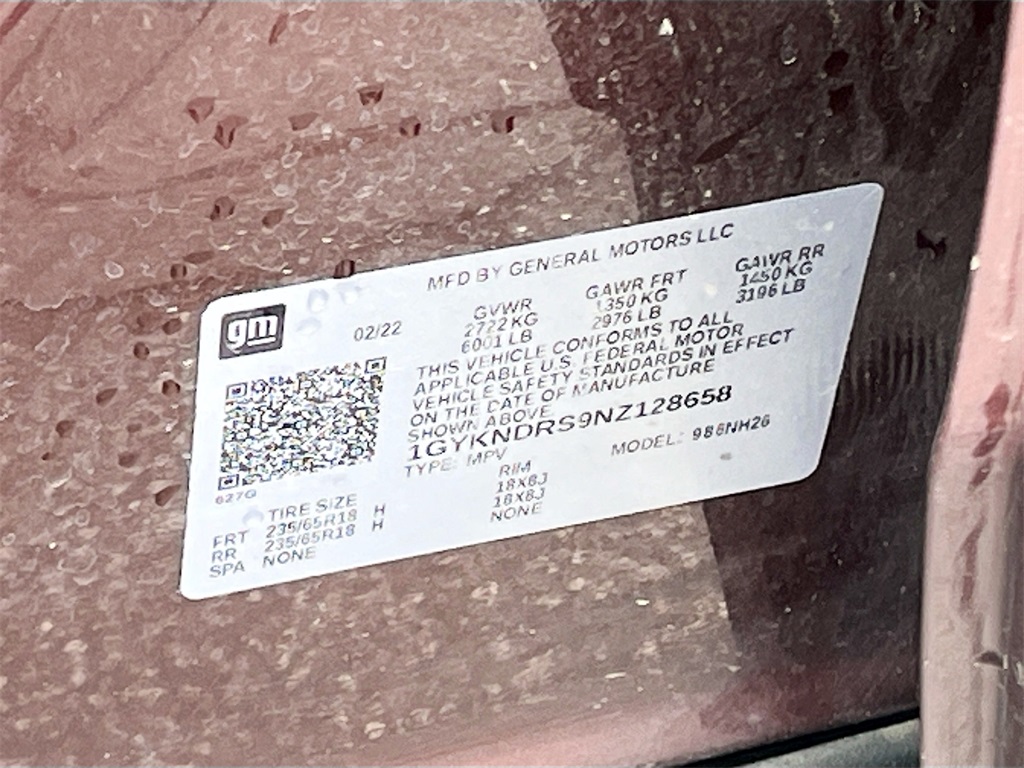 MFD BY GENERAL MOTORS LLC
gm
02/22
GVWR GAWR FRT GAWR RR
2722 KG 1350 KG 1450 KG
6001 LB 2976 LB 3196 LB
THIS VEHICLE CONFORMS TO ALL
APPLICABLE U.S. FEDERAL MOTOR
VEHICLE SAFETY STANDARDS IN EFFECT
ON THE DATE OF MANUFACTURE
SHOWN ABOVE.
1GYKNDRS9NZ128658
TYPE: MPV MODEL: 986NH26
627G
TIRE SIZE RIM
FRT 235/65R18 H 18X8J
RR 235/65R18 H 18X8J
SPA NONE NONE